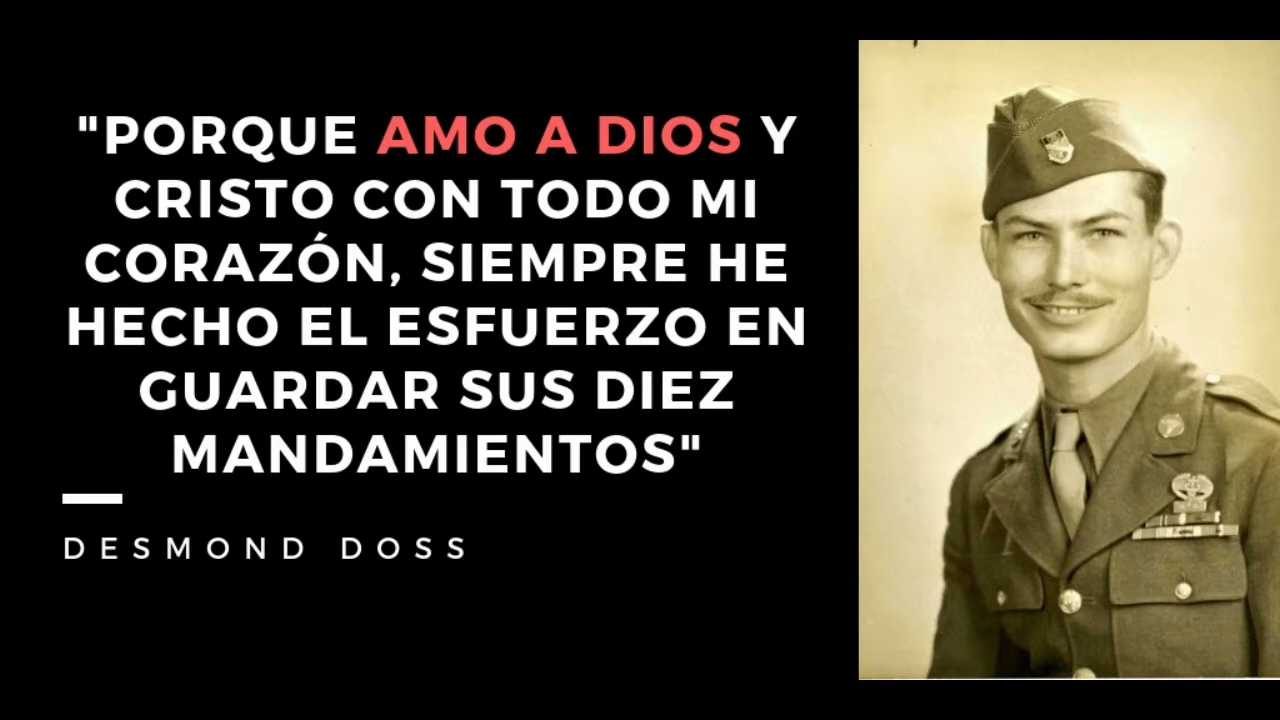 "PORQUE AMO A DIOS Y
CRISTO CON TODO MI
CORAZÓN, SIEMPRE HE
HECHO EL ESFUERZO EN
GUARDAR SUS DIEZ
MANDAMIENTOS"
DESMOND DOSS